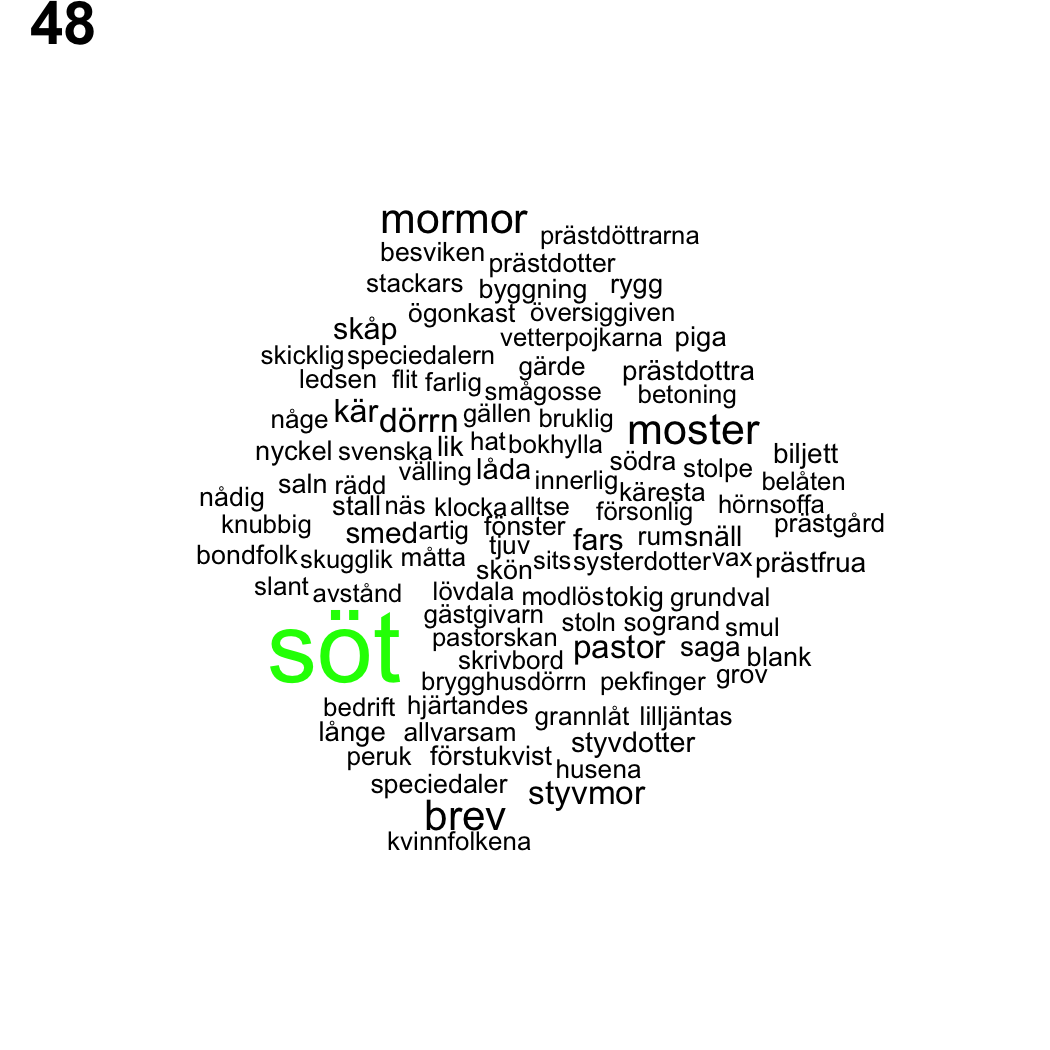 48
mormor
prästdöttrarna
besviken
prästdotter
stackars byggning rygg
ögonkast översiggiven
skåp vetterpojkarna piga
skicklig speciedalern
gärde prästdottra
ledsen flit farlig smågosse betoning
någe kär dörrn gällen bruklig moster
nyckel svenska lik hat bokhylla biljett
välling låda innerlig södra stolpe belåten
saln rädd käresta
nådig stall näs klocka alltse försonlig hörnsoffa
knubbig smed artig fönster fars rum snäll prästgård
bondfolk skugglik måtta tjuv sits systerdotter vax prästfrua
skön
slant avstånd lövdala modlös tokig grundval
söt gästgivarn stoln sogrand smul
pastorskan pastor saga blank
skrivbord
brygghusdörrn pekfinger grov
bedrift hjärtandes grannlåt lilljäntas
långe allvarsam styvdotter
peruk förstukvist husena
speciedaler styvmor
brev
kvinnfolkena